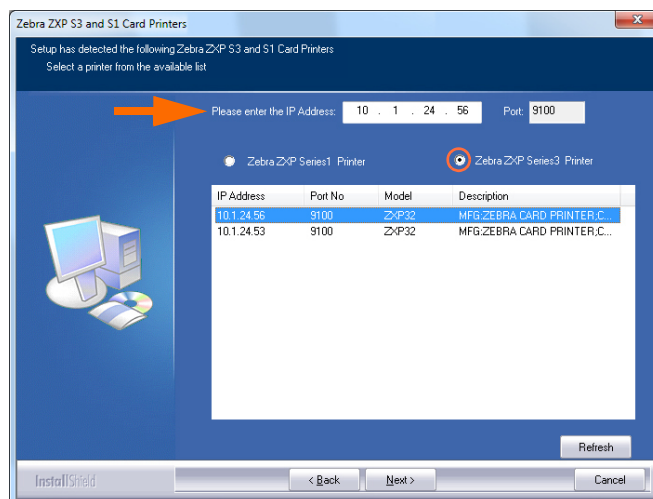 Zebra ZXP S3 and S1 Card Printers
Setup has detected the following Zebra ZXP S3 and S1 Card Printers
Select a printer from the available list
Please enter the IP Address: 10 . 1 . 24 . 56 Port: 9100
Zebra ZXP Series1 Printer Zebra ZXP Series3 Printer
IP Address Port No Model Description
10.1.24.56 9100 ZXP32 MFG:ZEBRA CARD PRINTER;C...
10.1.24.53 9100 ZXP32 MFG:ZEBRA CARD PRINTER;C...
Refresh
InstallShield < Back Next > Cancel